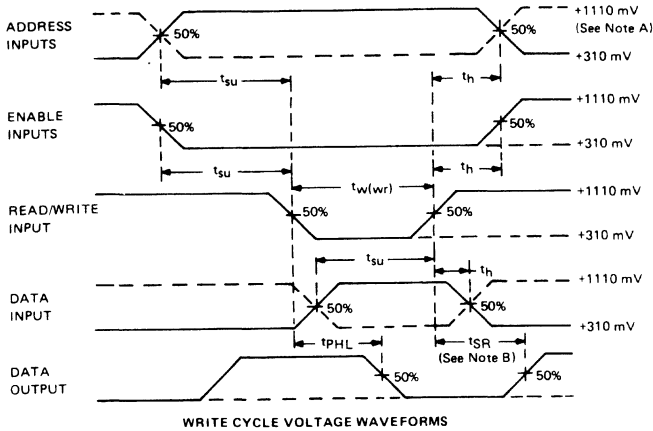 ADDRESS
INPUTS
50%
50%
+1110 mV
(See Note A)
+310 mV
tsu
th
ENABLE
INPUTS
50%
50%
+1110 mV
+310 mV
tsu
th
tw(wr)
READ/WRITE
INPUT
50%
50%
+1110 mV
+310 mV
tsu
th
DATA
INPUT
50%
50%
+1110 mV
+310 mV
tPHL
tSR
(See Note B)
DATA
OUTPUT
50%
50%
WRITE CYCLE VOLTAGE WAVEFORMS